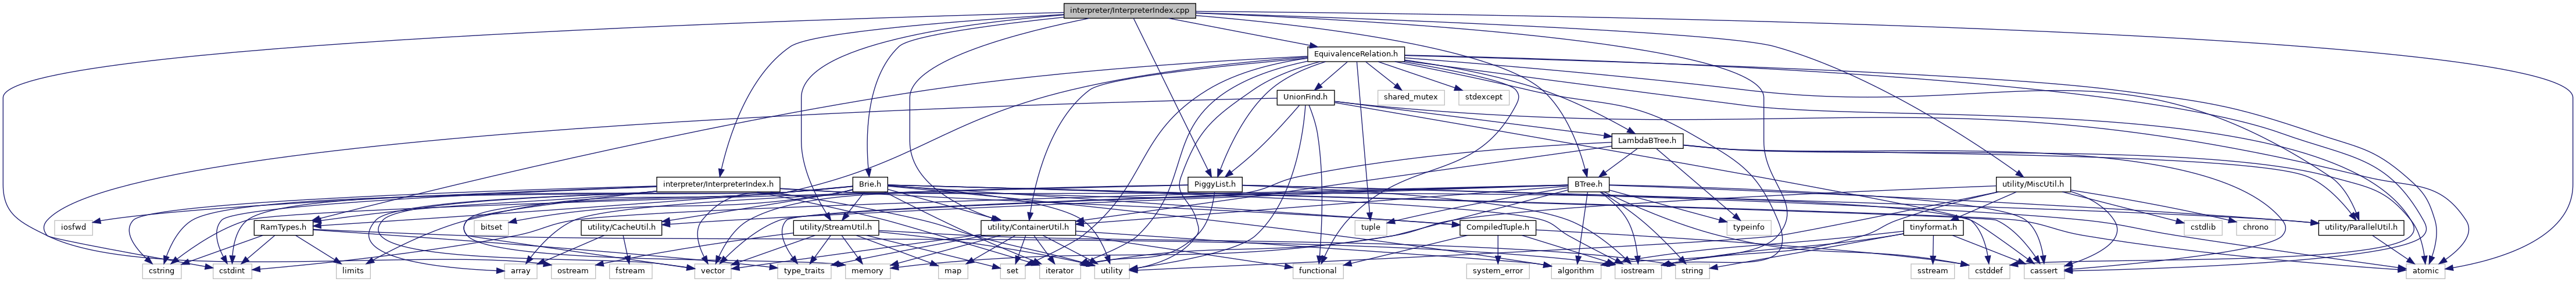 interpreter/InterpreterIndex.cpp
EquivalenceRelation.h
UnionFind.h
shared_mutex
stdexcept
LambdaBTree.h
interpreter/InterpreterIndex.h
Brie.h
PiggyList.h
BTree.h
utility/MiscUtil.h
iosfwd
RamTypes.h
bitset
utility/CacheUtil.h
utility/StreamUtil.h
utility/ContainerUtil.h
tuple
CompiledTuple.h
typeinfo
tinyformat.h
cstdlib
chrono
utility/ParallelUtil.h
cstring
cstdint
limits
array
ostream
fstream
vector
type_traits
memory
map
set
iterator
utility
functional
system_error
algorithm
iostream
string
sstream
cstddef
cassert
atomic